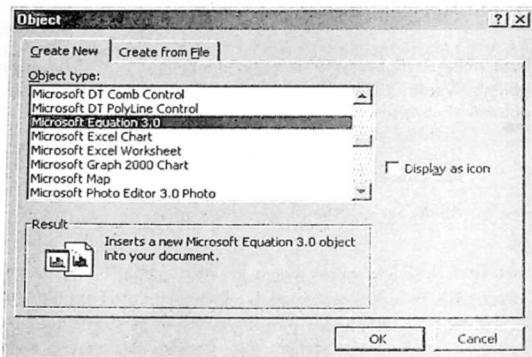 Object
? ×
Create New
Create from File
Object type:
Microsoft DT Comb Control
Microsoft DT PolyLine Control
Microsoft Equation 3.0
Microsoft Excel Chart
Microsoft Excel Worksheet
Microsoft Graph 2000 Chart
Microsoft Map
Microsoft Photo Editor 3.0 Photo
Display as icon
Result
Inserts a new Microsoft Equation 3.0 object
into your document.
OK
Cancel